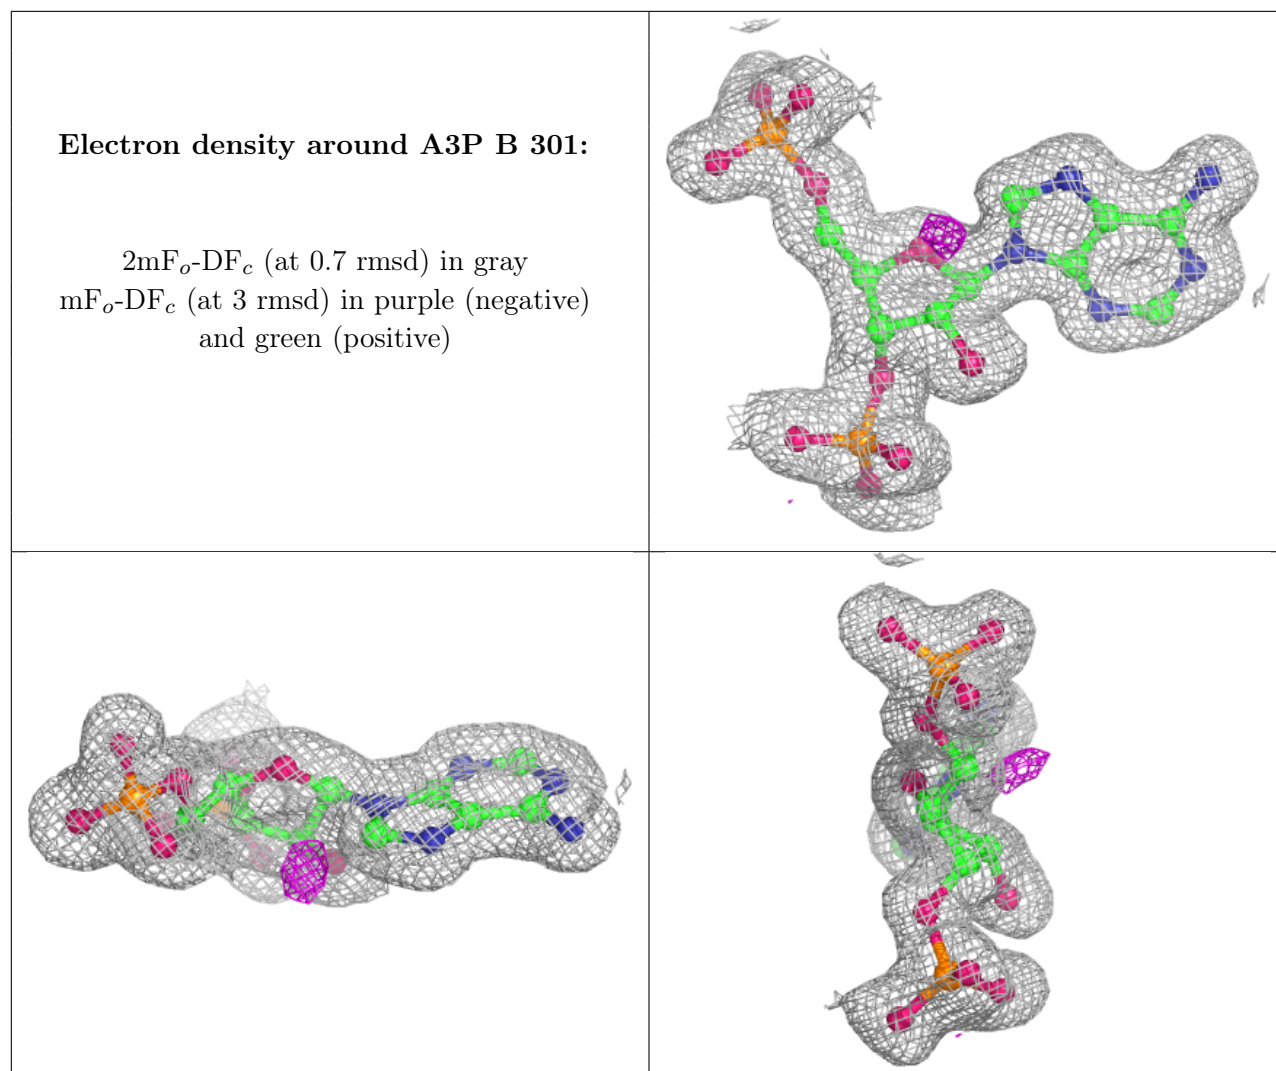 Electron density around A3P B 301:
2mFo-DFc (at 0.7 rmsd) in gray
mFo-DFc (at 3 rmsd) in purple (negative)
and green (positive)